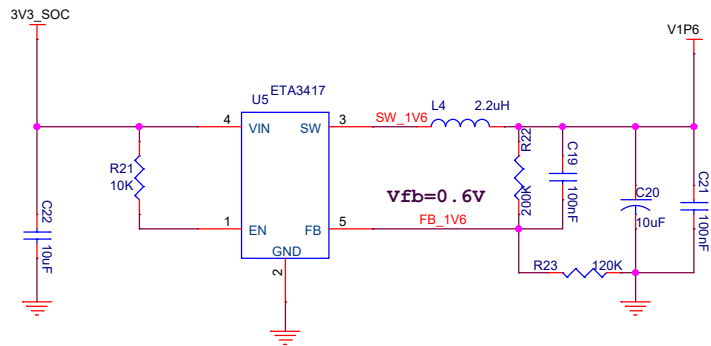 3V3_SOC
V1P6
ETA3417
U5
L4
2.2uH
SW_1V6
4
VIN
SW
3
R21
10K
R22
200K
C19
100nF
Vfb=0.6V
C20
10uF
C21
100nF
C22
10uF
1
EN
FB
5
FB_1V6
GND
2
R23
120K